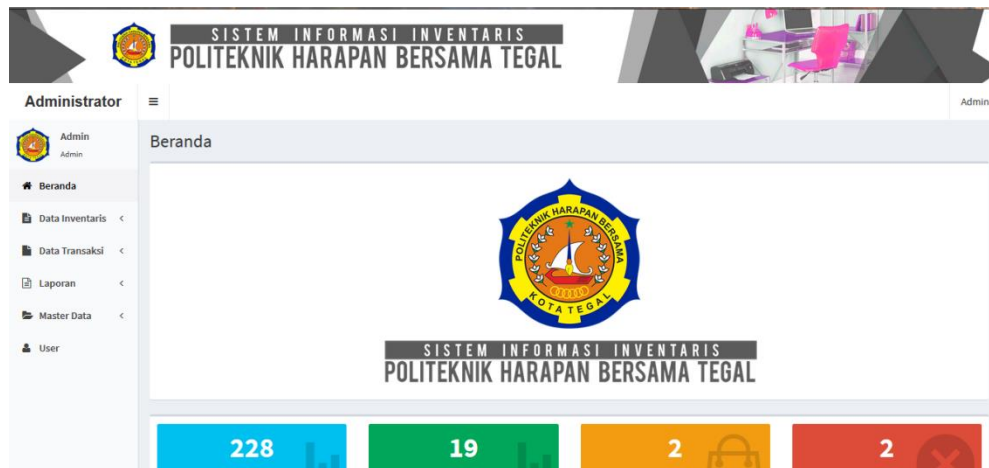 SISTEM INFORMASI INVENTARIS
POLITEKNIK HARAPAN BERSAMA TEGAL
Administrator
Admin
Admin
Admin
Beranda
Beranda
Data Inventaris
Data Transaksi
Laporan
Master Data
User
POLITEKNIK HARAPAN BERSAMA
KOTA TEGAL
SISTEM INFORMASI INVENTARIS
POLITEKNIK HARAPAN BERSAMA TEGAL
228
19
2
2